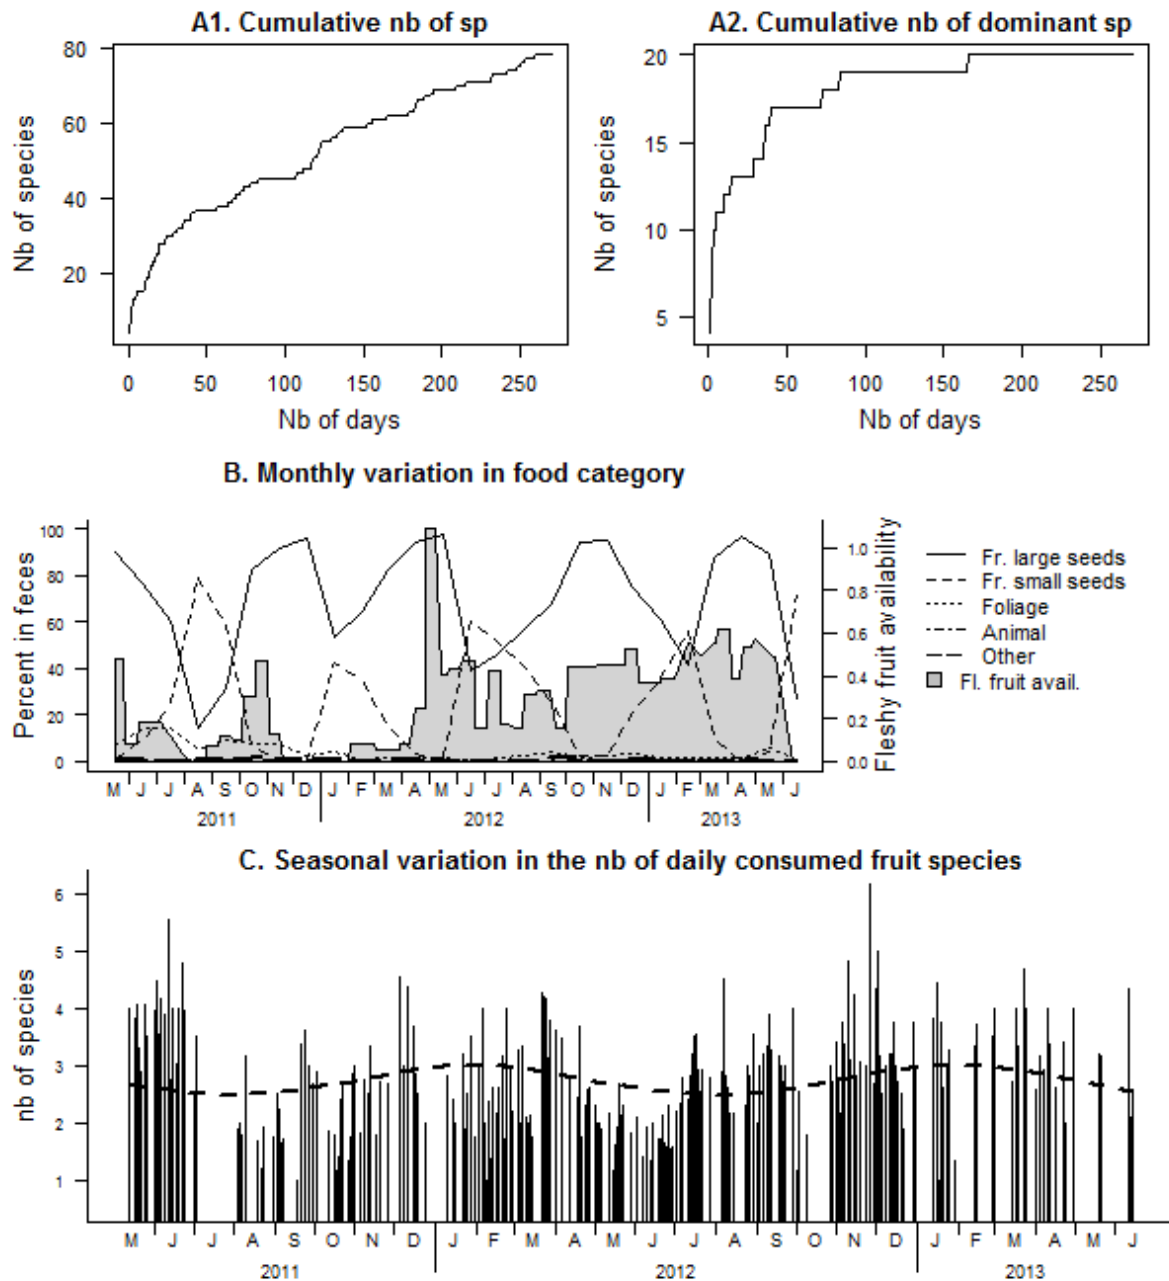 A1. Cumulative nb of sp
A2. Cumulative nb of dominant sp
Nb of species
80
60
40
20
0 50 100 150 200 250
Nb of days
Nb of species
20
15
10
5
0 50 100 150 200 250
Nb of days
B. Monthly variation in food category
Percent in feces
100
80
60
40
20
0
Fleshy fruit availability
1.0
0.8
0.6
0.4
0.2
0.0
M J J A S O N D J F M A M J J A S O N D J F M A M J
2011 2012 2013
Fr. large seeds
Fr. small seeds
Foliage
Animal
Other
Fl. fruit avail.
C. Seasonal variation in the nb of daily consumed fruit species
nb of species
6
5
4
3
2
1
M J J A S O N D J F M A M J J A S O N D J F M A M J
2011 2012 2013